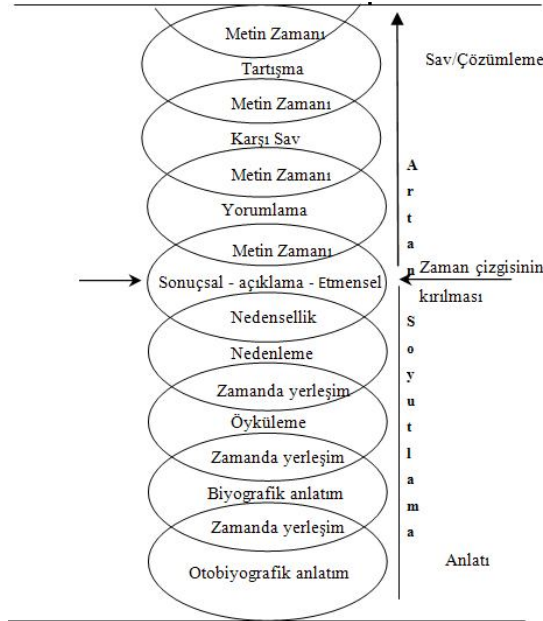 Metin Zamanı
Tartışma
Metin Zamanı
Karşı Sav
Metin Zamanı
Yorumlama
Metin Zamanı
Sonuçsal - açıklama - Etmensel
Nedensellik
Nedenleme
Zamanda yerleşim
Öyküleme
Zamanda yerleşim
Biyografik anlatım
Zamanda yerleşim
Otobiyografik anlatım
Sav/Çözümleme
Artan
Soyutlama
Zaman çizgisinin
kırılması
Anlatı